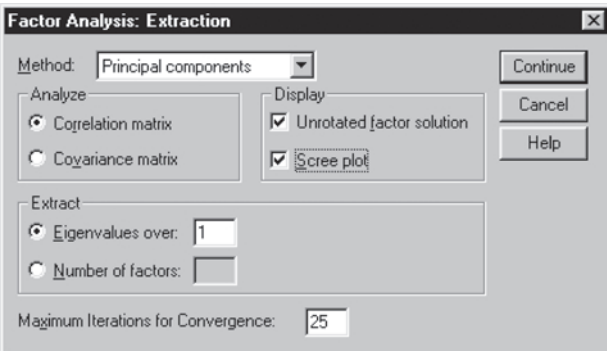 Factor Analysis: Extraction
Method: Principal components
Continue
Cancel
Help
Analyze
Correlation matrix
Covariance matrix
Display
Unrotated factor solution
Scree plot
Extract
Eigenvalues over: 1
Number of factors:
Maximum Iterations for Convergence: 25